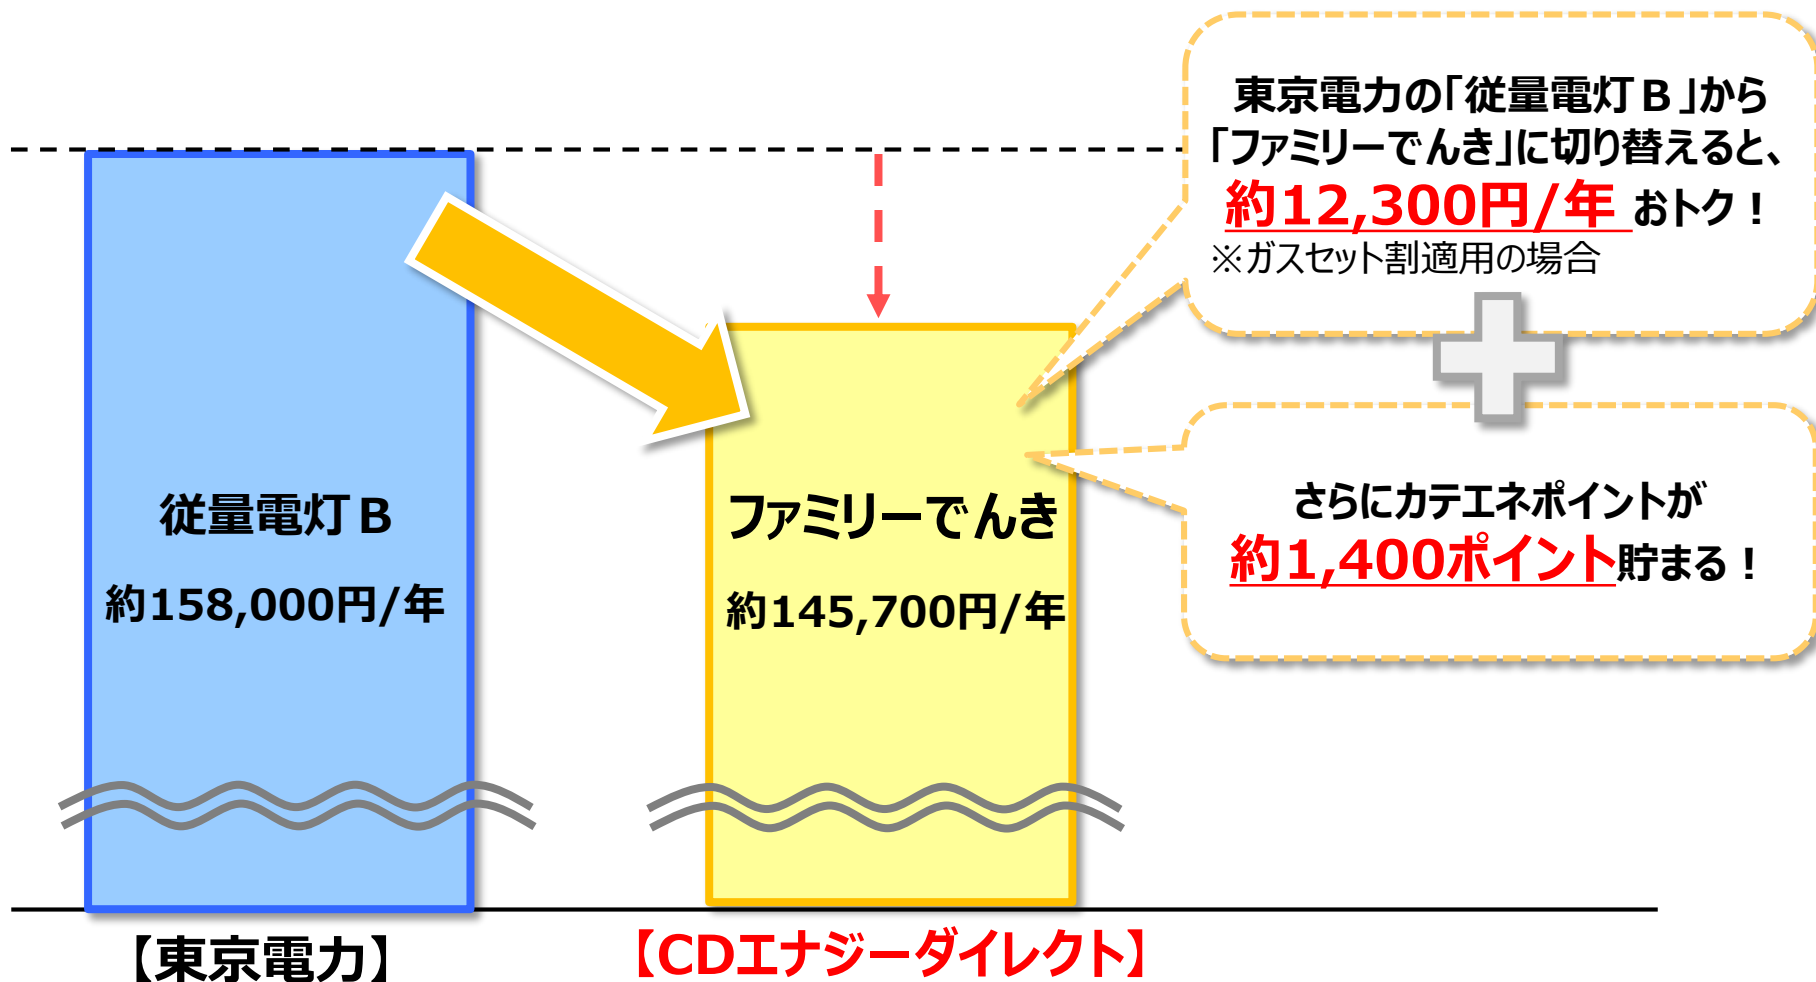 東京電力の「従量電灯Ｂ」から
「ファミリーでんき」に切り替えると、
約12,300円/年 おトク！
※ガスセット割適用の場合
さらにカテエネポイントが
約1,400ポイント貯まる！
従量電灯Ｂ
約158,000円/年
ファミリーでんき
約145,700円/年
【東京電力】
【CDエナジーダイレクト】